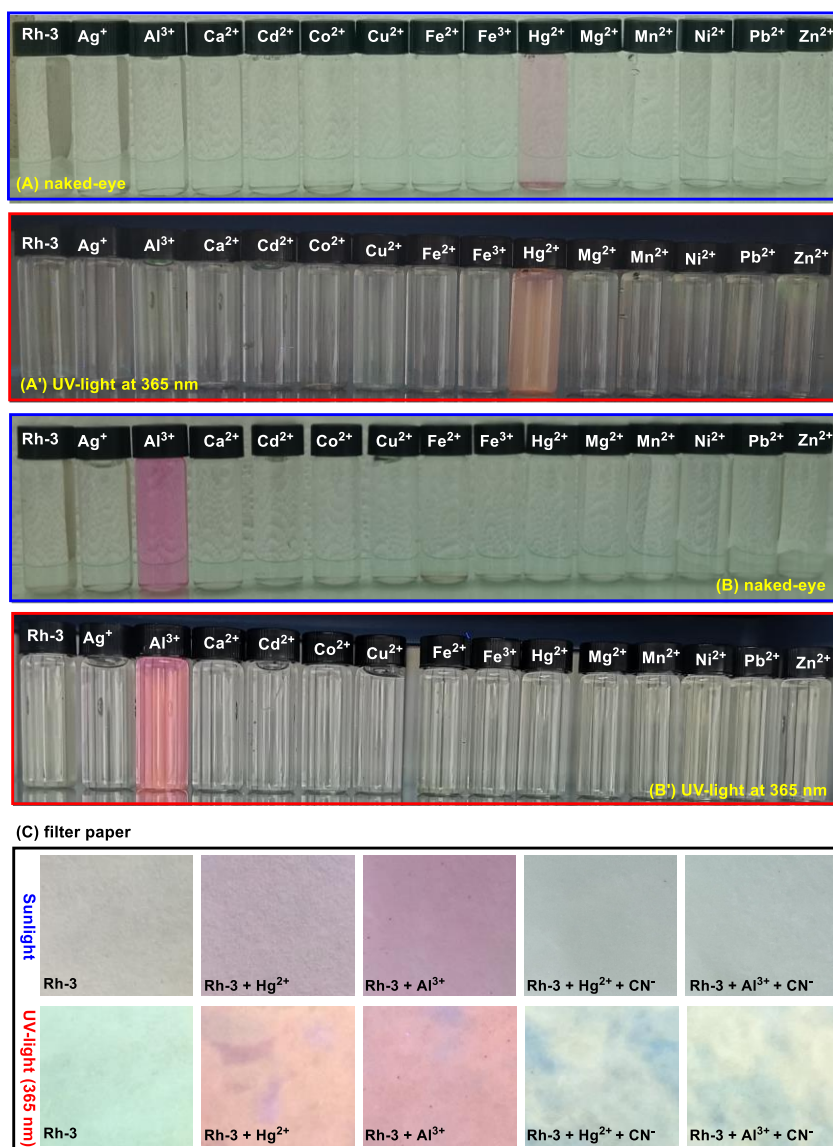 Rh-3 Ag⁺ Al³⁺ Ca²⁺ Cd²⁺ Co²⁺ Cu²⁺ Fe²⁺ Fe³⁺ Hg²⁺ Mg²⁺ Mn²⁺ Ni²⁺ Pb²⁺ Zn²⁺
(A) naked-eye
Rh-3 Ag⁺ Al³⁺ Ca²⁺ Cd²⁺ Co²⁺ Cu²⁺ Fe²⁺ Fe³⁺ Hg²⁺ Mg²⁺ Mn²⁺ Ni²⁺ Pb²⁺ Zn²⁺
(A') UV-light at 365 nm
Rh-3 Ag⁺ Al³⁺ Ca²⁺ Cd²⁺ Co²⁺ Cu²⁺ Fe²⁺ Fe³⁺ Hg²⁺ Mg²⁺ Mn²⁺ Ni²⁺ Pb²⁺ Zn²⁺
(B) naked-eye
Rh-3 Ag⁺ Al³⁺ Ca²⁺ Cd²⁺ Co²⁺ Cu²⁺ Fe²⁺ Fe³⁺ Hg²⁺ Mg²⁺ Mn²⁺ Ni²⁺ Pb²⁺ Zn²⁺
(B') UV-light at 365 nm
(C) filter paper
Sunlight
Rh-3 Rh-3 + Hg²⁺ Rh-3 + Al³⁺ Rh-3 + Hg²⁺ + CN⁻ Rh-3 + Al³⁺ + CN⁻
UV-light (365 nm)
Rh-3 Rh-3 + Hg²⁺ Rh-3 + Al³⁺ Rh-3 + Hg²⁺ + CN⁻ Rh-3 + Al³⁺ + CN⁻